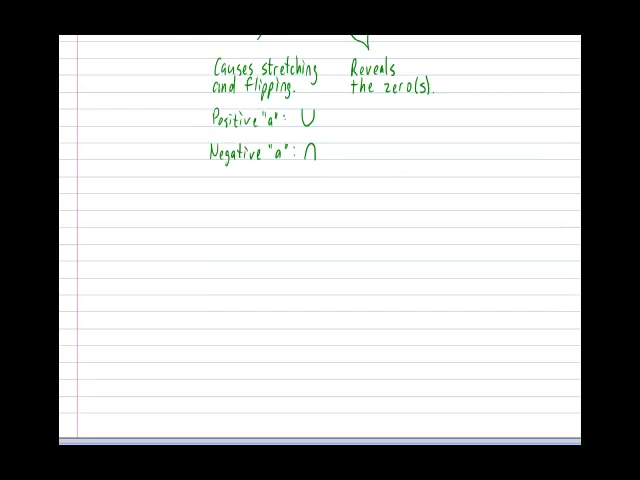 Causes stretching
and flipping.
Reveals
the zero(s).
Positive "a": ∪
Negative "a": ∩